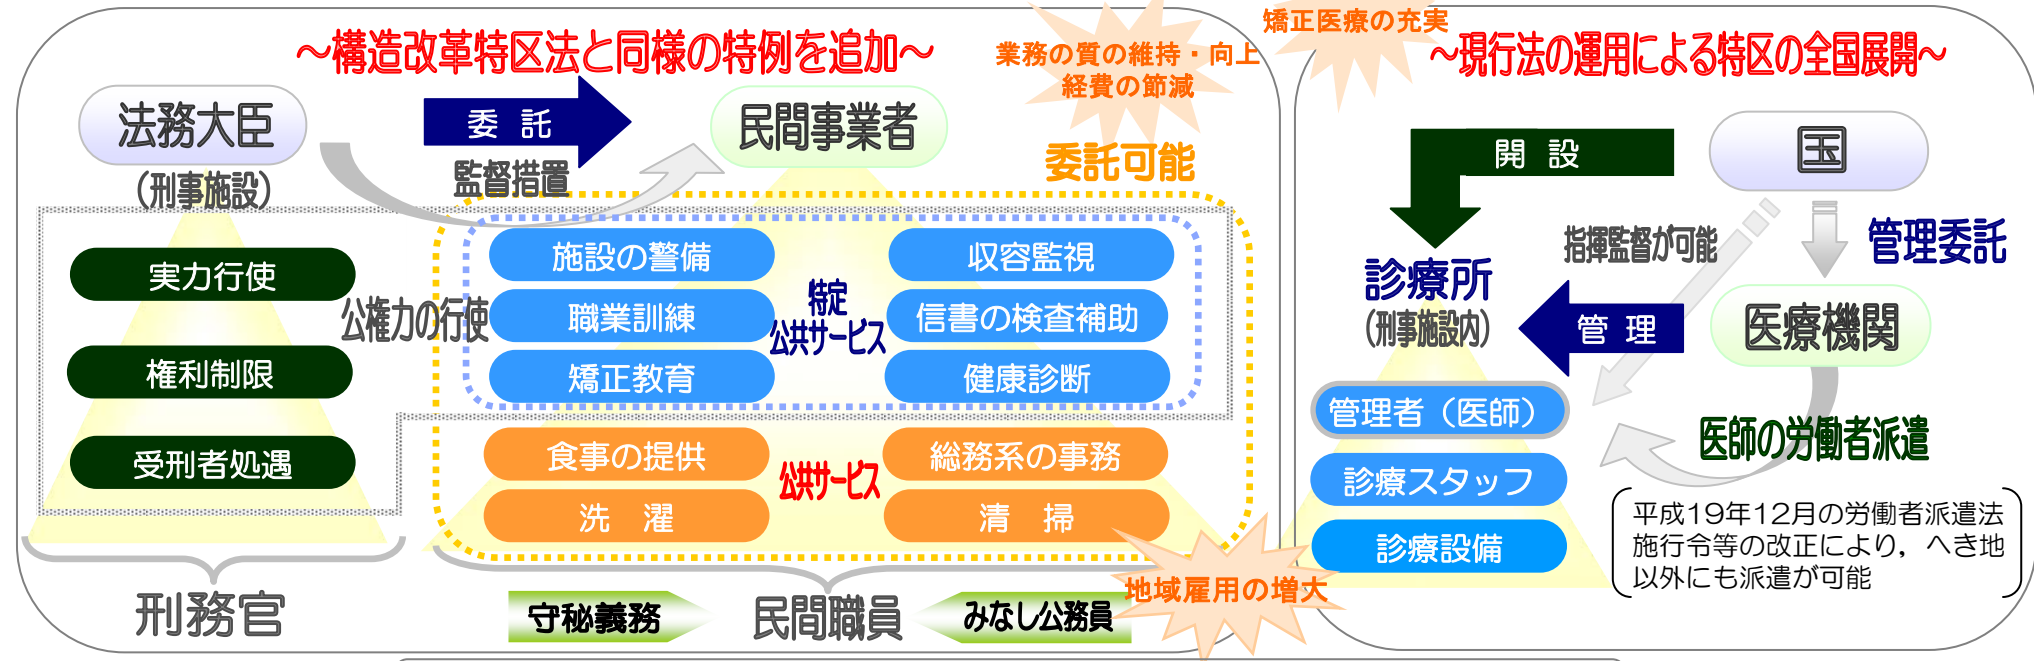 ～構造改革特区法と同様の特例を追加～
業務の質の維持・向上
経費の節減
法務大臣
（刑事施設）
委 託
監督措置
民間事業者
委託可能
実力行使
権利制限
受刑者処遇
公権力の行使
施設の警備
収容監視
職業訓練
信書の検査補助
矯正教育
健康診断
特定
公共サービス
食事の提供
総務系の事務
洗　濯
清　掃
公共サービス
刑務官
守秘義務
民間職員
みなし公務員
地域雇用の増大
矯正医療の充実
～現行法の運用による特区の全国展開～
開 設
国
指揮監督が可能
管理委託
診療所
（刑事施設内）
管 理
医療機関
管理者（医師）
診療スタッフ
診療設備
医師の労働者派遣
平成19年12月の労働者派遣法
施行令等の改正により，へき地
以外にも派遣が可能